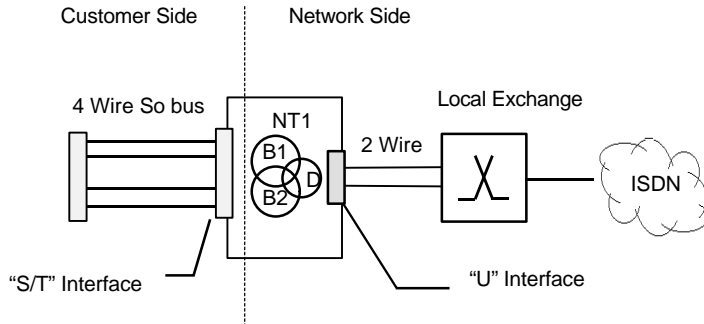 Customer Side
Network Side
4 Wire So bus
NT1
B1
D
B2
2 Wire
Local Exchange
ISDN
“S/T” Interface
“U” Interface